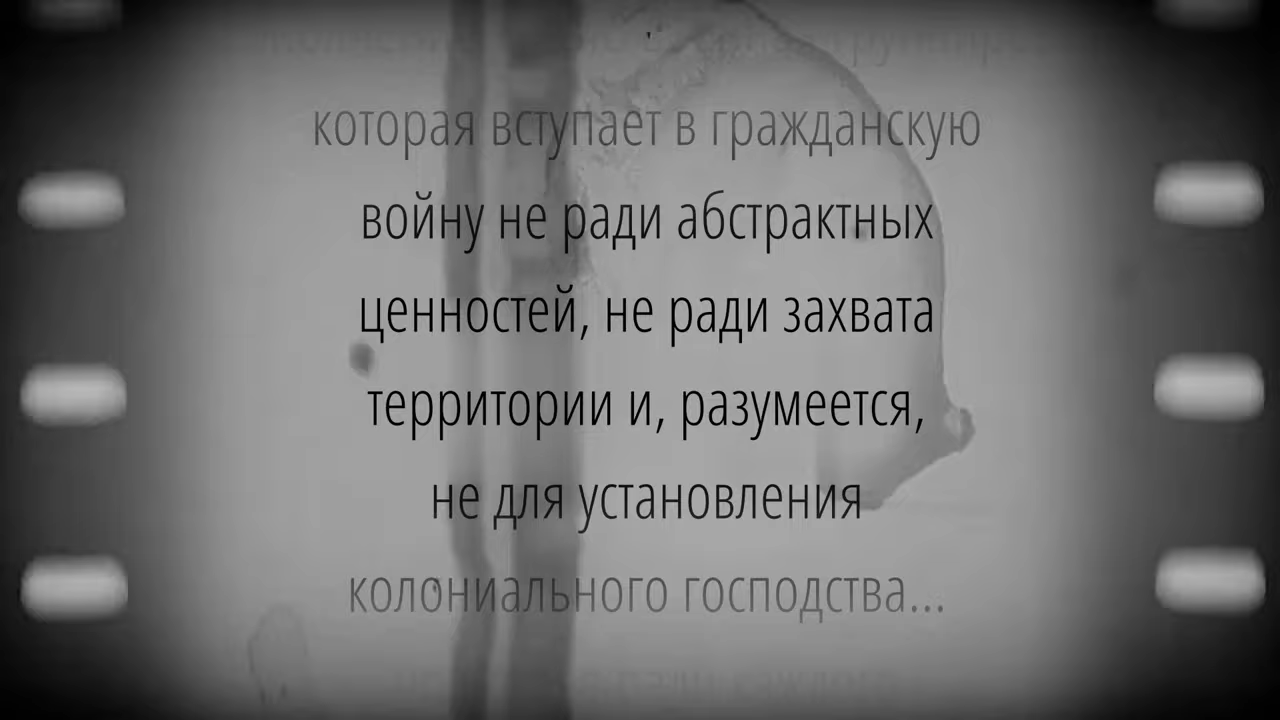 которая вступает в гражданскую
войну не ради абстрактных
ценностей, не ради захвата
территории и, разумеется,
не для установления
колониального господства...